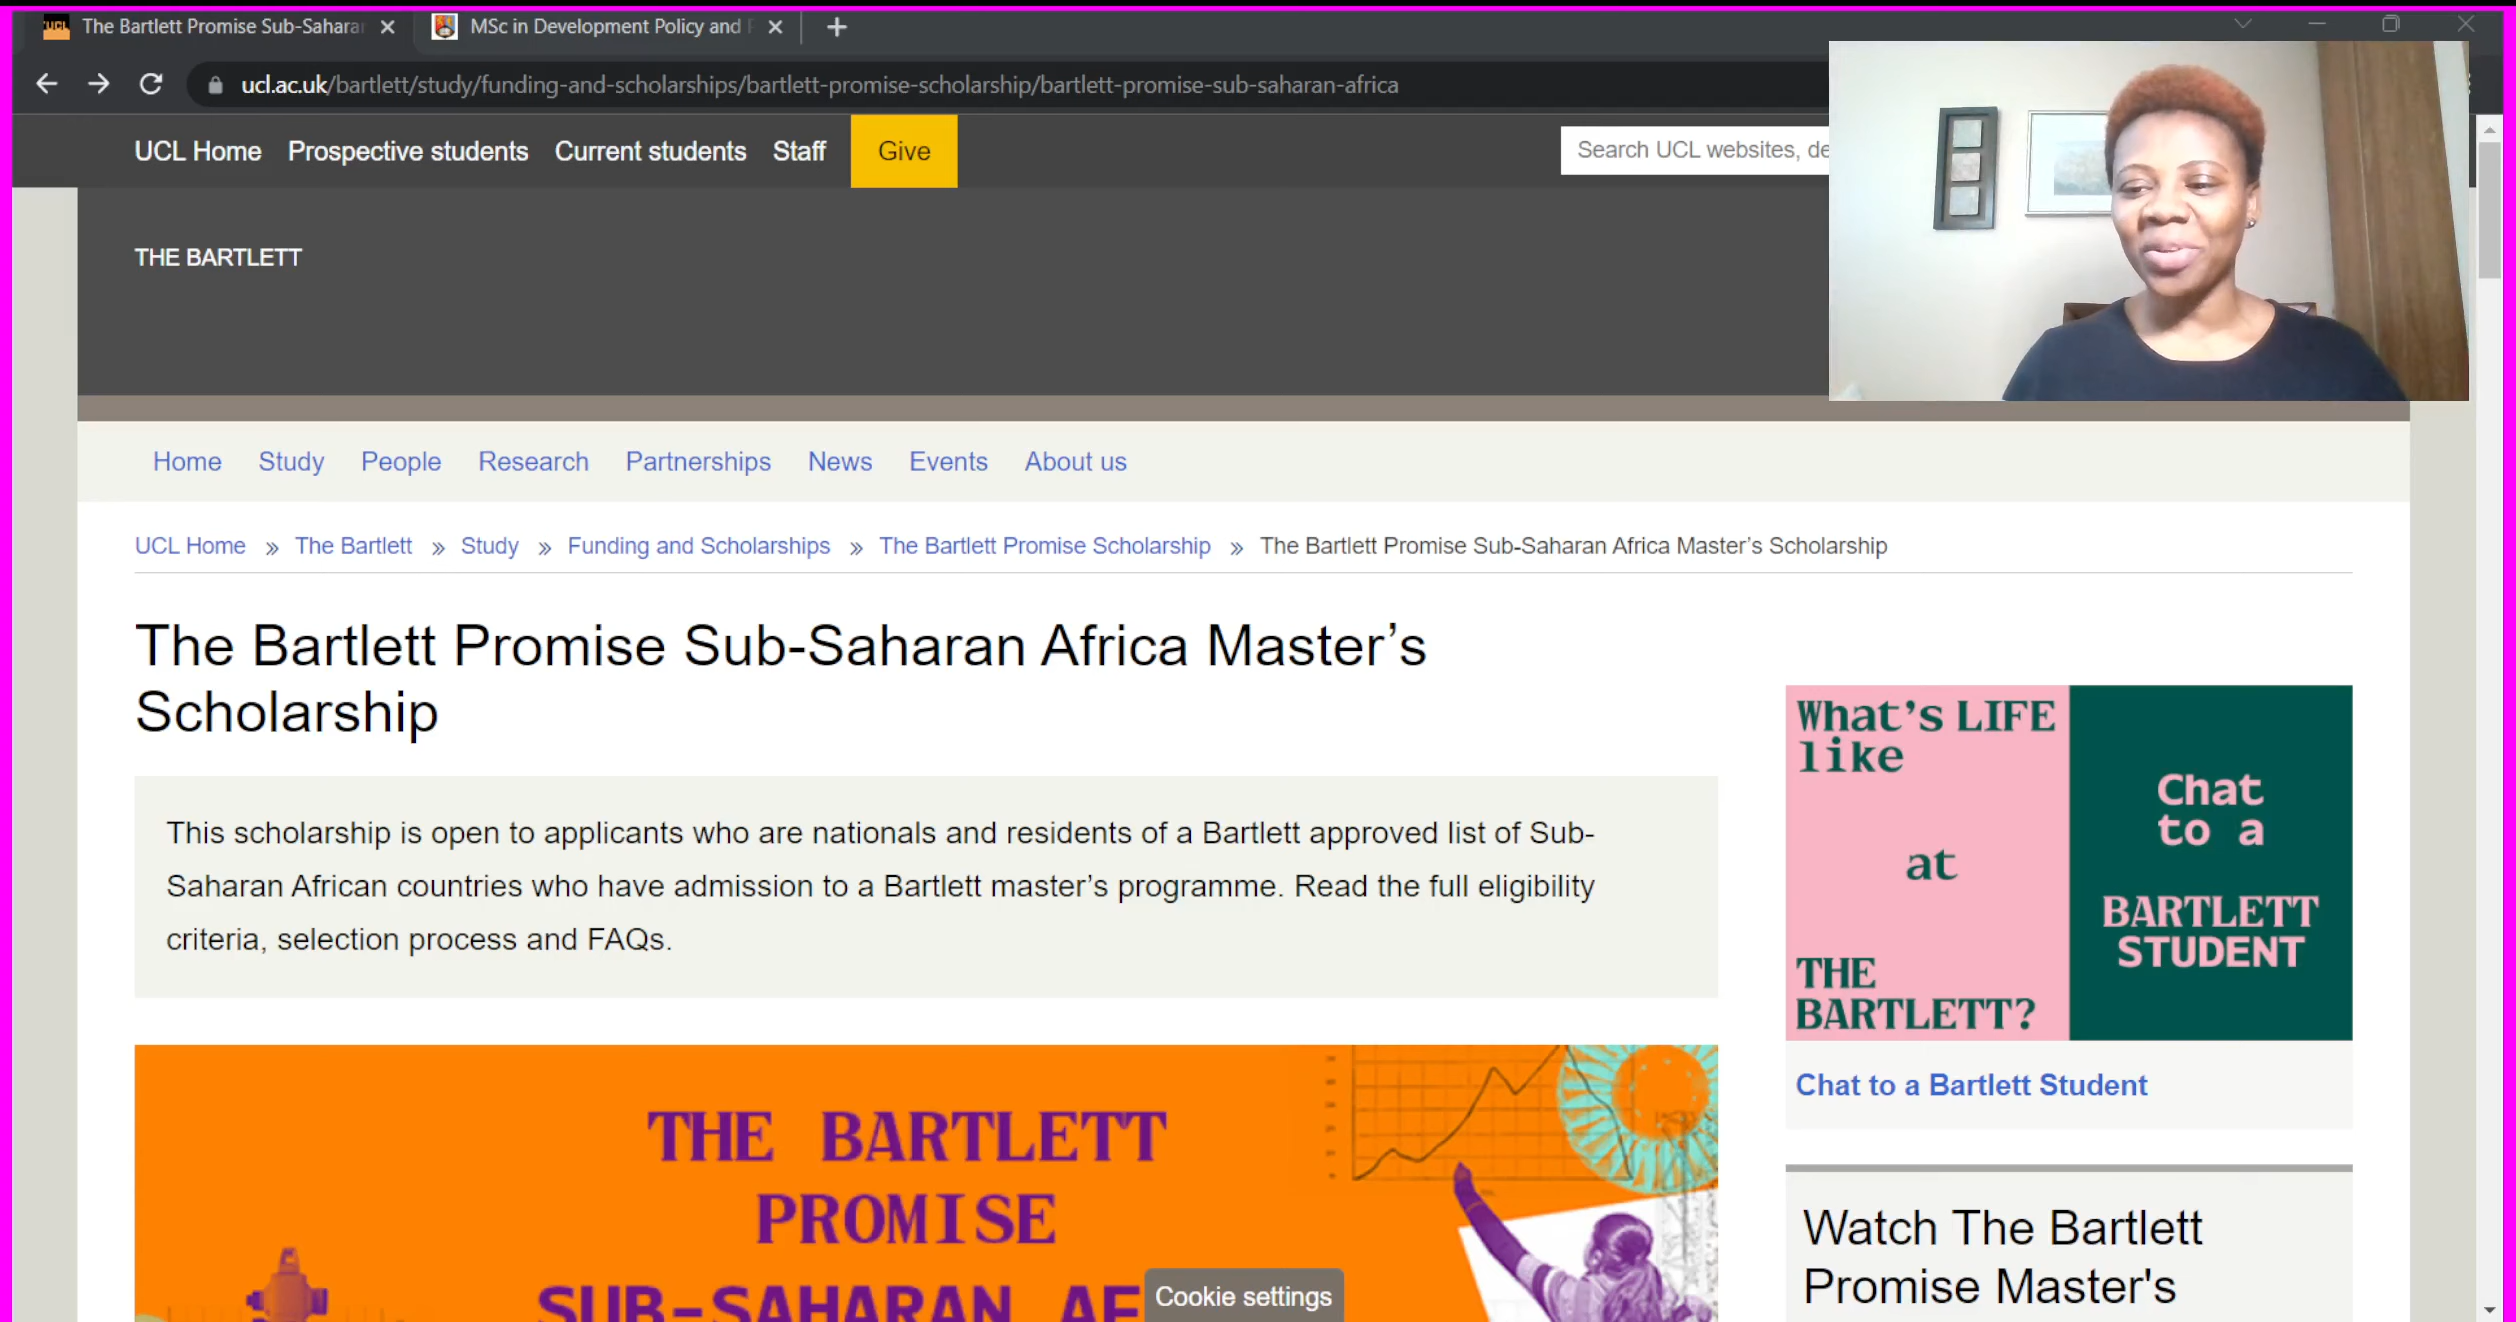 UCL
The Bartlett Promise Sub-Sahara
MSc in Development Policy and
ucl.ac.uk/bartlett/study/funding-and-scholarships/bartlett-promise-scholarship/bartlett-promise-sub-saharan-africa
UCL Home Prospective students Current students Staff Give
Search UCL websites, de
THE BARTLETT
Home Study People Research Partnerships News Events About us
UCL Home » The Bartlett » Study » Funding and Scholarships » The Bartlett Promise Scholarship » The Bartlett Promise Sub-Saharan Africa Master’s Scholarship
The Bartlett Promise Sub-Saharan Africa Master’s
Scholarship
This scholarship is open to applicants who are nationals and residents of a Bartlett approved list of Sub-
Saharan African countries who have admission to a Bartlett master’s programme. Read the full eligibility
criteria, selection process and FAQs.
THE BARTLETT
PROMISE
SUB-SAHARAN AF
Cookie settings
What’s LIFE
like
at
THE
BARTLETT?
Chat
to a
BARTLETT
STUDENT
Chat to a Bartlett Student
Watch The Bartlett
Promise Master's